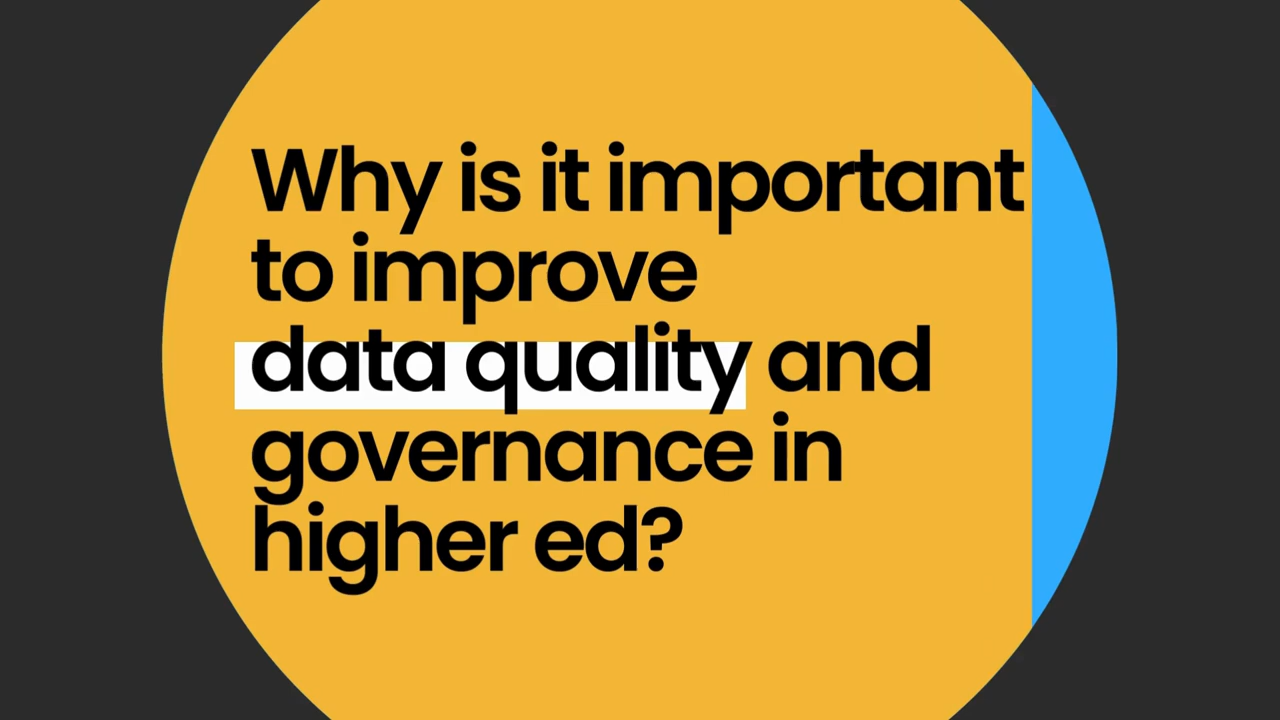 Why is it important
to improve
data quality and
governance in
higher ed?